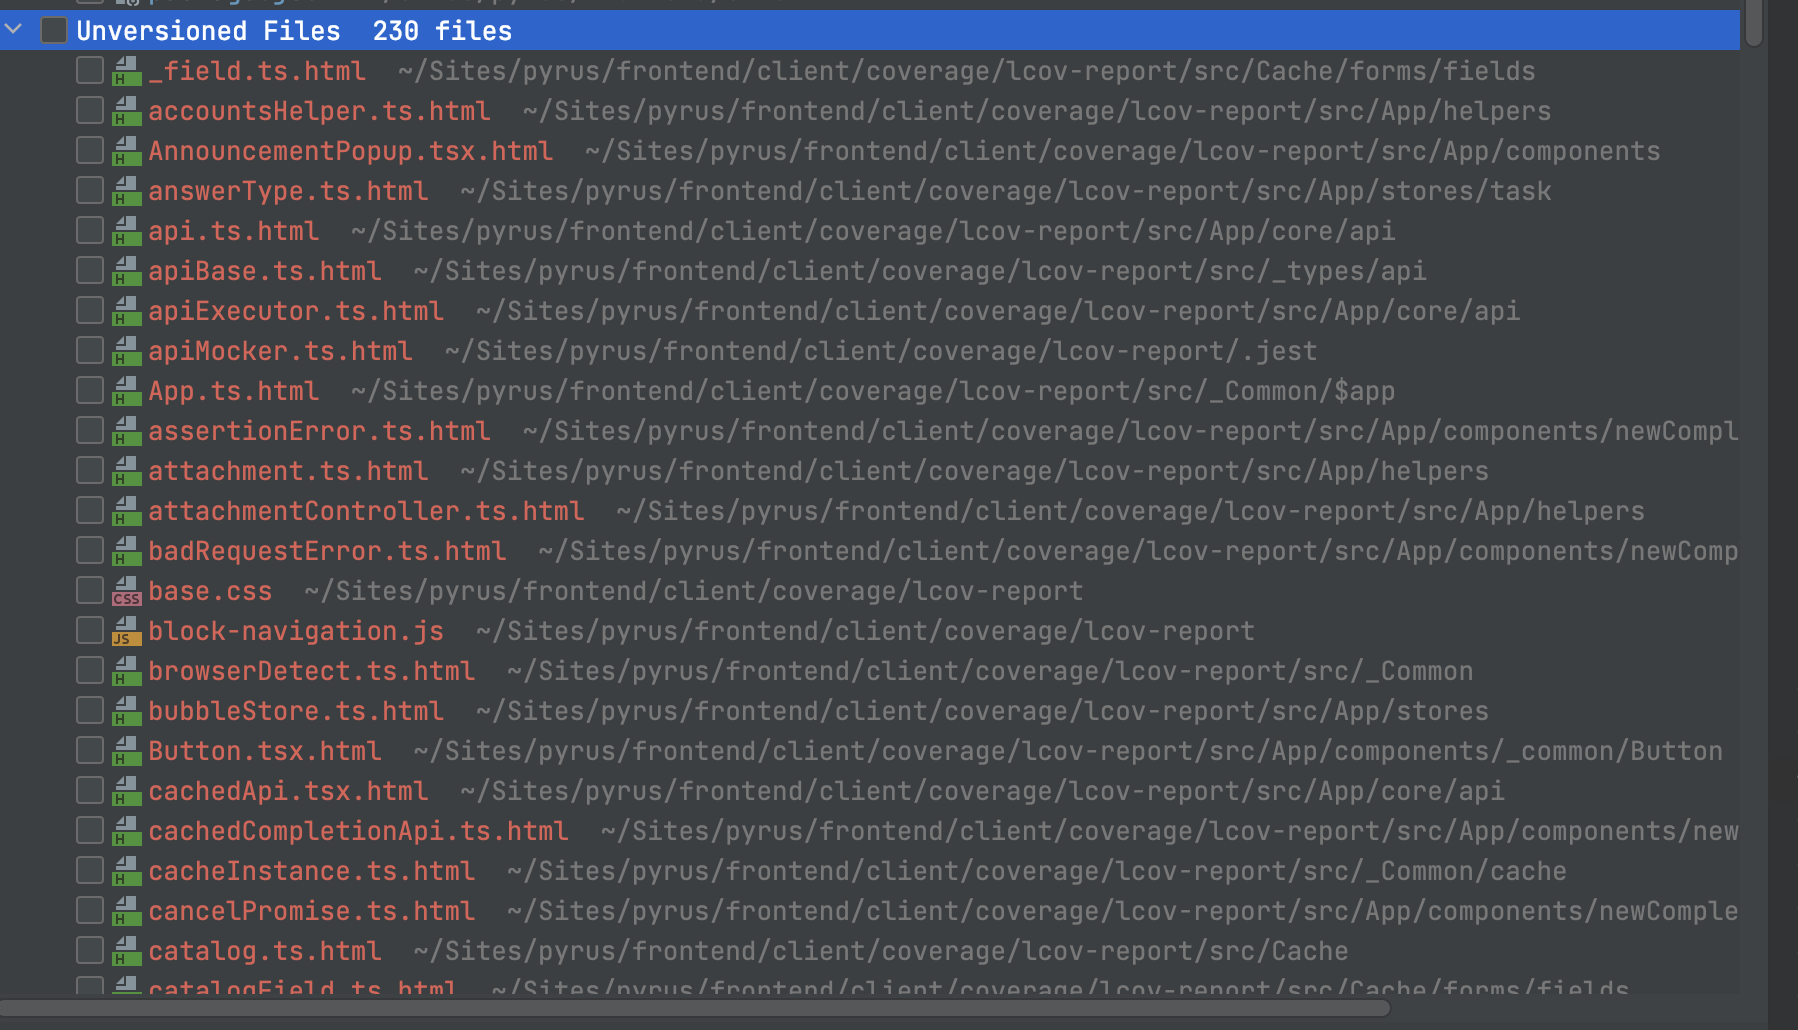 Unversioned Files 230 files
_field.ts.html ~/Sites/pyrus/frontend/client/coverage/lcov-report/src/Cache/forms/fields
accountsHelper.ts.html ~/Sites/pyrus/frontend/client/coverage/lcov-report/src/App/helpers
AnnouncementPopup.tsx.html ~/Sites/pyrus/frontend/client/coverage/lcov-report/src/App/components
answerType.ts.html ~/Sites/pyrus/frontend/client/coverage/lcov-report/src/App/stores/task
api.ts.html ~/Sites/pyrus/frontend/client/coverage/lcov-report/src/App/core/api
apiBase.ts.html ~/Sites/pyrus/frontend/client/coverage/lcov-report/src/_types/api
apiExecutor.ts.html ~/Sites/pyrus/frontend/client/coverage/lcov-report/src/App/core/api
apiMocker.ts.html ~/Sites/pyrus/frontend/client/coverage/lcov-report/.jest
App.ts.html ~/Sites/pyrus/frontend/client/coverage/lcov-report/src/_Common/$app
assertionError.ts.html ~/Sites/pyrus/frontend/client/coverage/lcov-report/src/App/components/newCompl
attachment.ts.html ~/Sites/pyrus/frontend/client/coverage/lcov-report/src/App/helpers
attachmentController.ts.html ~/Sites/pyrus/frontend/client/coverage/lcov-report/src/App/helpers
badRequestError.ts.html ~/Sites/pyrus/frontend/client/coverage/lcov-report/src/App/components/newComp
base.css ~/Sites/pyrus/frontend/client/coverage/lcov-report
block-navigation.js ~/Sites/pyrus/frontend/client/coverage/lcov-report
browserDetect.ts.html ~/Sites/pyrus/frontend/client/coverage/lcov-report/src/_Common
bubbleStore.ts.html ~/Sites/pyrus/frontend/client/coverage/lcov-report/src/App/stores
Button.tsx.html ~/Sites/pyrus/frontend/client/coverage/lcov-report/src/App/components/_common/Button
cachedApi.tsx.html ~/Sites/pyrus/frontend/client/coverage/lcov-report/src/App/core/api
cachedCompletionApi.ts.html ~/Sites/pyrus/frontend/client/coverage/lcov-report/src/App/components/new
cacheInstance.ts.html ~/Sites/pyrus/frontend/client/coverage/lcov-report/src/_Common/cache
cancelPromise.ts.html ~/Sites/pyrus/frontend/client/coverage/lcov-report/src/App/components/newComple
catalog.ts.html ~/Sites/pyrus/frontend/client/coverage/lcov-report/src/Cache
catalogField.ts.html ~/Sites/pyrus/frontend/client/coverage/lcov-report/src/Cache/forms/fields